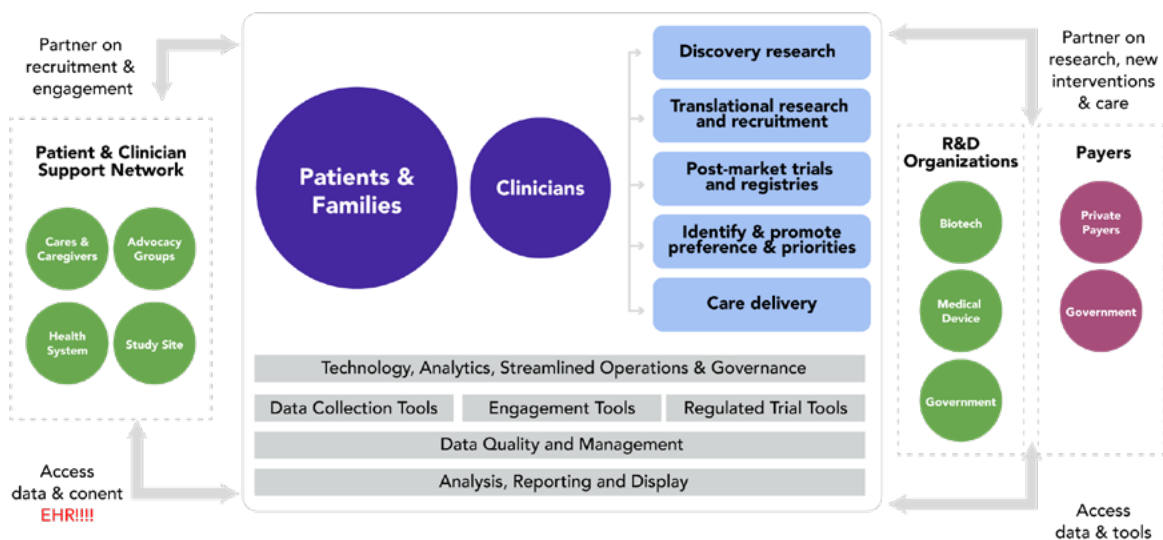 Partner on
recruitment &
engagement
Patient & Clinician
Support Network
Cares &
Caregivers
Advocacy
Groups
Health
System
Study Site
Access
data & conent
EHR!!!!
Patients &
Families
Clinicians
Discovery research
Translational research
and recruitment
Post-market trials
and registries
Identify & promote
preference & priorities
Care delivery
Technology, Analytics, Streamlined Operations & Governance
Data Collection Tools
Engagement Tools
Regulated Trial Tools
Data Quality and Management
Analysis, Reporting and Display
Partner on
research, new
interventions
& care
R&D
Organizations
Biotech
Medical
Device
Government
Payers
Private
Payers
Government
Access
data & tools